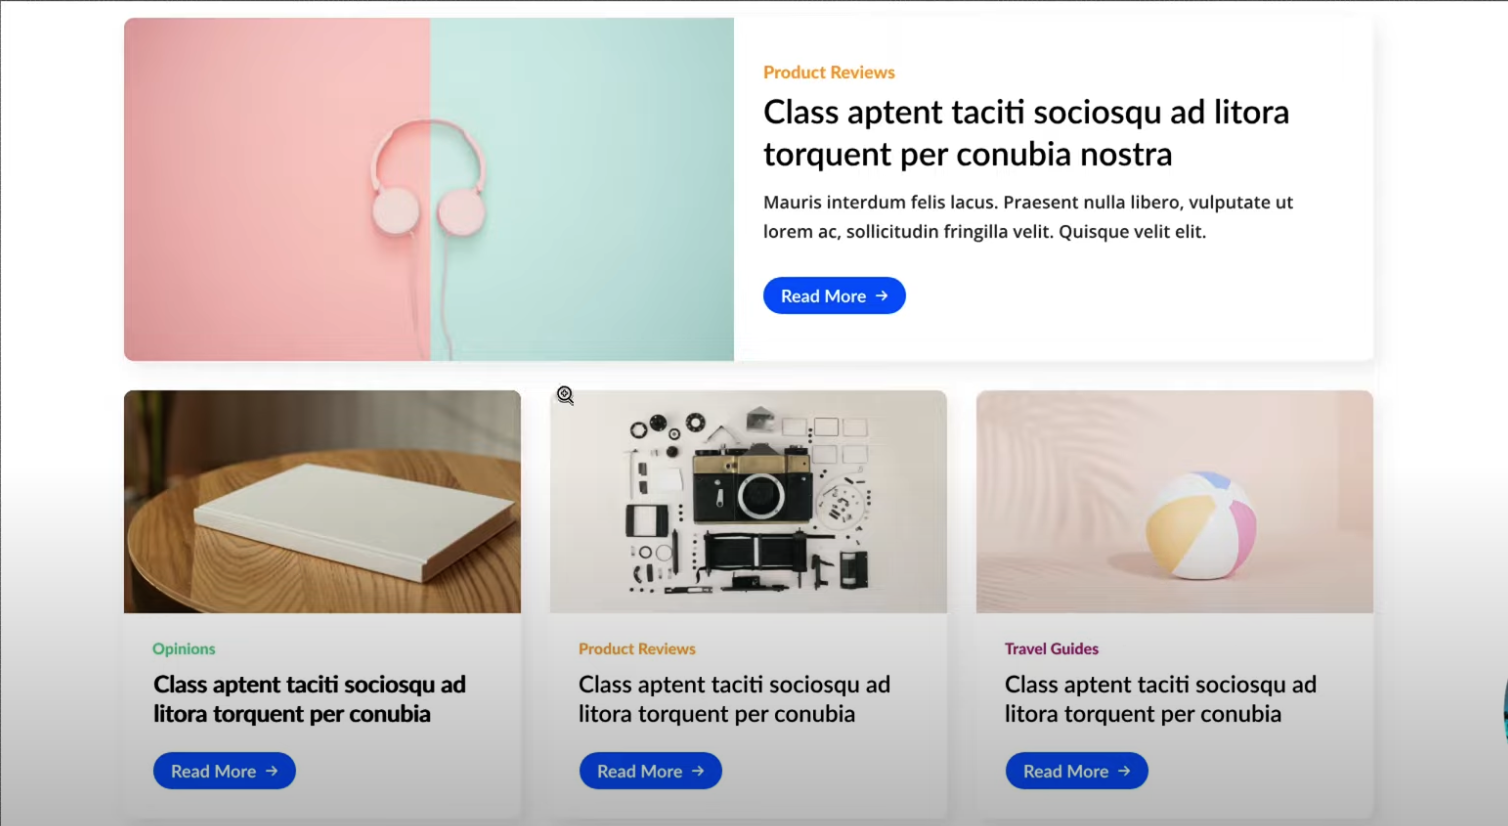 Product Reviews
Class aptent taciti sociosqu ad litora
torquent per conubia nostra
Mauris interdum felis lacus. Praesent nulla libero, vulputate ut
lorem ac, sollicitudin fringilla velit. Quisque velit elit.
Read More →
Opinions
Class aptent taciti sociosqu ad
litora torquent per conubia
Read More →
Product Reviews
Class aptent taciti sociosqu ad
litora torquent per conubia
Read More →
Travel Guides
Class aptent taciti sociosqu ad
litora torquent per conubia
Read More →